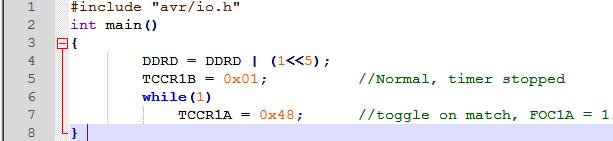 1 #include "avr/io.h"
2 int main()
3 {
4 DDRD = DDRD | (1<<5);
5 TCCR1B = 0x01; //Normal, timer stopped
6 while(1)
7 TCCR1A = 0x48; //toggle on match, FOC1A = 1
8 }